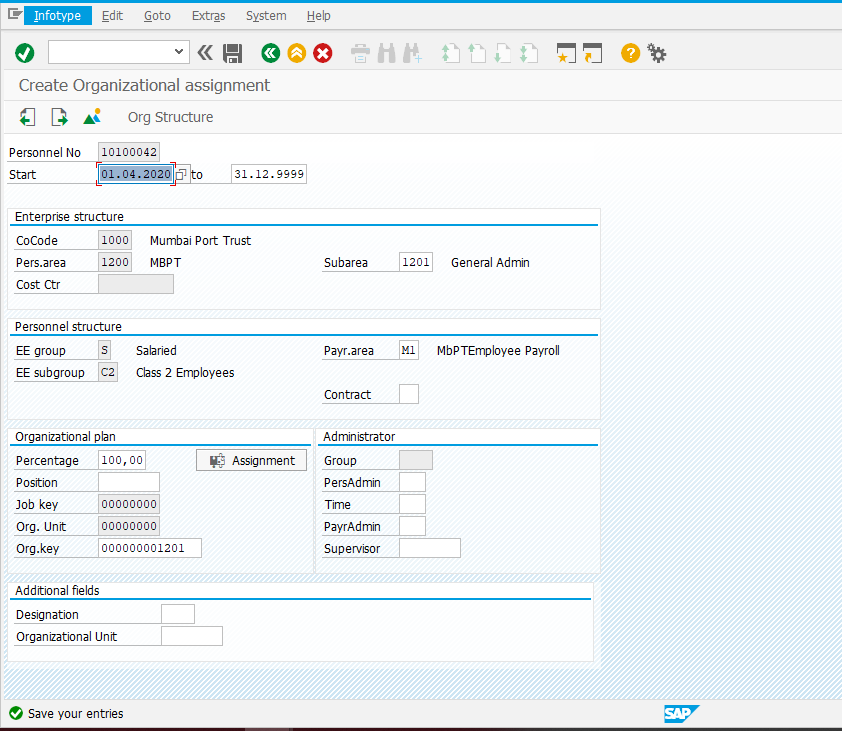 Infotype Edit Goto Extras System Help
Create Organizational assignment
Org Structure
Personnel No 10100042
Start 01.04.2020 to 31.12.9999
Enterprise structure
CoCode 1000 Mumbai Port Trust
Pers.area 1200 MBPT Subarea 1201 General Admin
Cost Ctr
Personnel structure
EE group S Salaried Payr.area M1 MbPTEmployee Payroll
EE subgroup C2 Class 2 Employees
Contract
Organizational plan Administrator
Percentage 100,00 Assignment Group
Position PersAdmin
Job key 00000000 Time
Org. Unit 00000000 PayrAdmin
Org.key 000000001201 Supervisor
Additional fields
Designation
Organizational Unit
Save your entries SAP